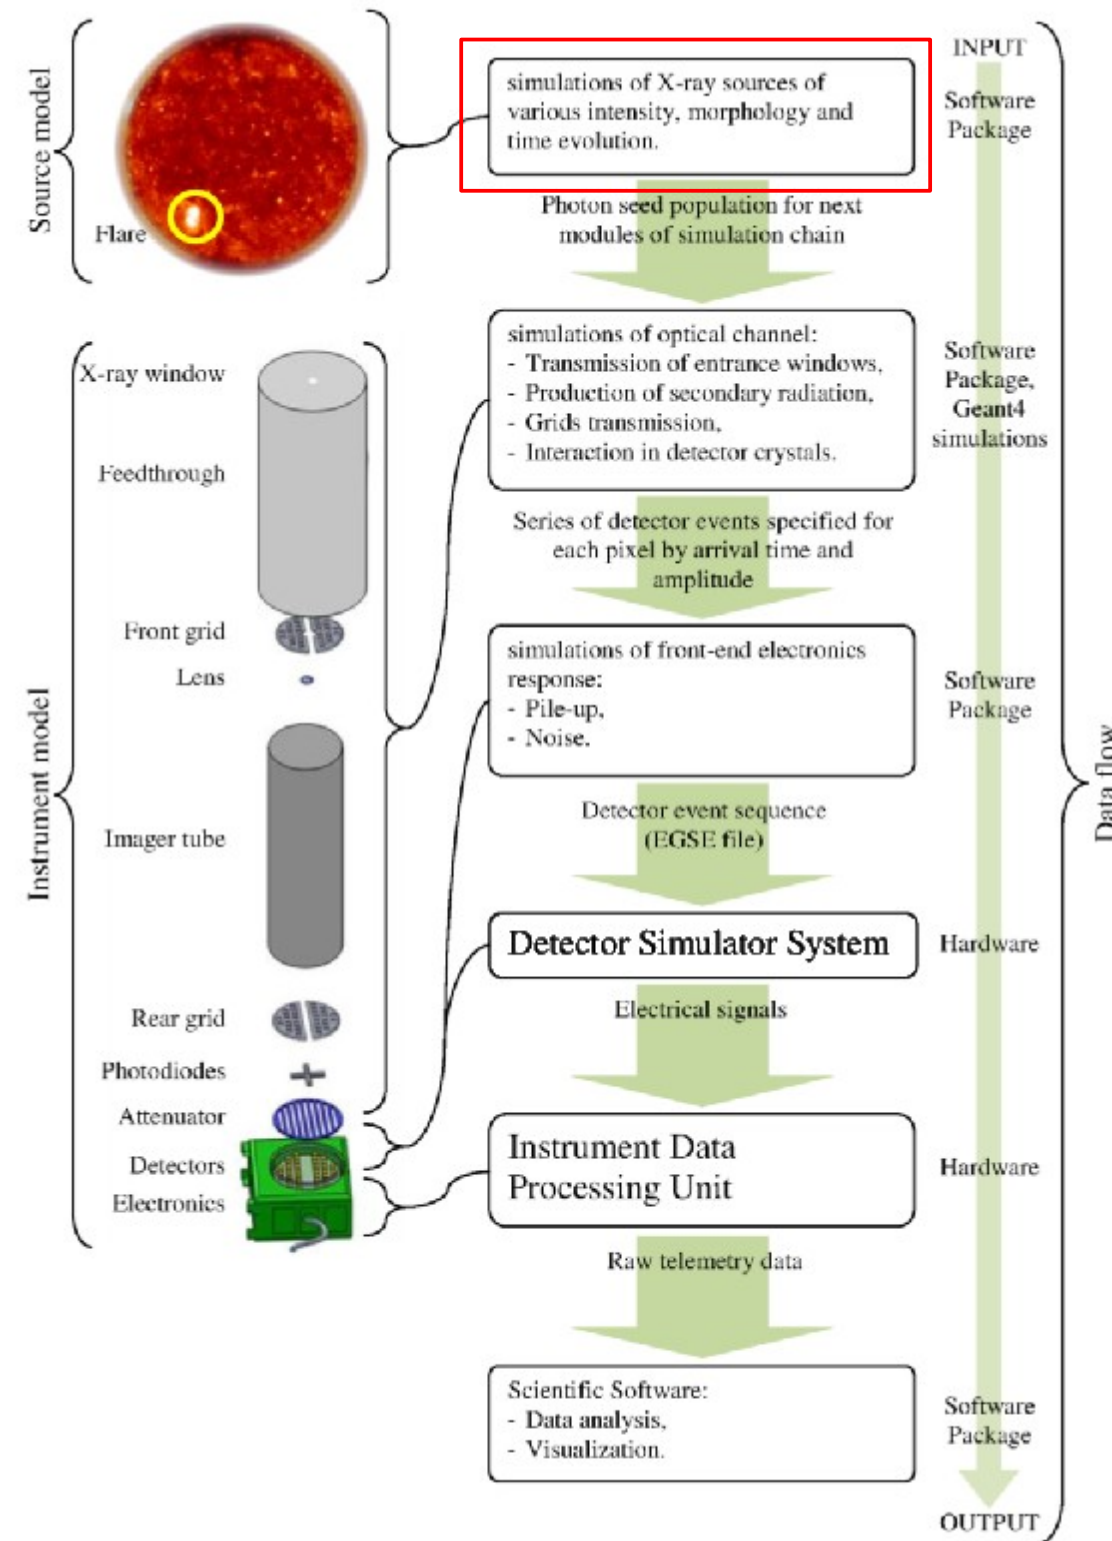 Source model
Flare
simulations of X-ray sources of
various intensity, morphology and
time evolution.
INPUT
Software
Package
Photon seed population for next
modules of simulation chain
Instrument model
X-ray window
Feedthrough
Front grid
Lens
Imager tube
Rear grid
Photodiodes
Attenuator
Detectors
Electronics
simulations of optical channel:
- Transmission of entrance windows,
- Production of secondary radiation,
- Grids transmission,
- Interaction in detector crystals.
Software
Package,
Geant4
simulations
Series of detector events specified for
each pixel by arrival time and
amplitude
simulations of front-end electronics
response:
- Pile-up,
- Noise.
Software
Package
Detector event sequence
(EGSE file)
Detector Simulator System
Hardware
Electrical signals
Instrument Data
Processing Unit
Hardware
Raw telemetry data
Scientific Software:
- Data analysis,
- Visualization.
Software
Package
OUTPUT
Data flow